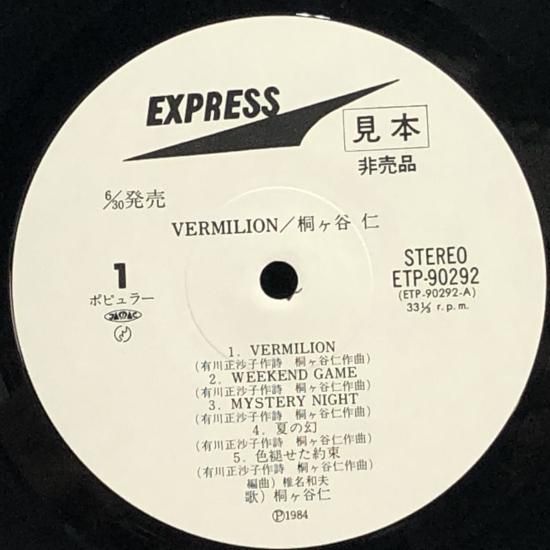 EXPRESS
見本
非売品
6/30発売
VERMILION／桐ヶ谷 仁
1
ポピュラー
JASRAC
STEREO
ETP-90292
(ETP-90292-A)
33⅓ r.p.m.
1. VERMILION
(有川正沙子作詩 桐ヶ谷仁作曲)
2. WEEKEND GAME
(有川正沙子作詩 桐ヶ谷仁作曲)
3. MYSTERY NIGHT
(有川正沙子作詩 桐ヶ谷仁作曲)
4. 夏の幻
(有川正沙子作詩 桐ヶ谷仁作曲)
5. 色褪せた約束
(有川正沙子作詩 桐ヶ谷仁作曲)
編曲) 椎名和夫
歌) 桐ヶ谷仁
Ⓟ1984